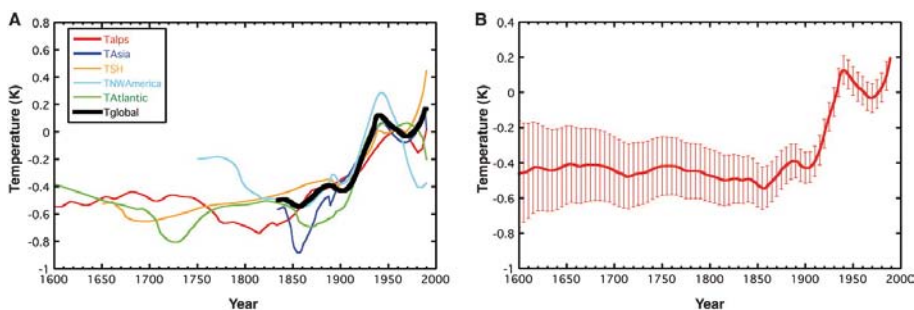 A
0.8
0.6
0.4
0.2
0
-0.2
-0.4
-0.6
-0.8
-1
Temperature (K)
Talps
TAsia
TSH
TNWAmerica
TAtlantic
Tglobal
1600 1650 1700 1750 1800 1850 1900 1950 2000
Year
B
0.4
0.2
0
-0.2
-0.4
-0.6
-0.8
-1
Temperature (K)
1600 1650 1700 1750 1800 1850 1900 1950 2000
Year